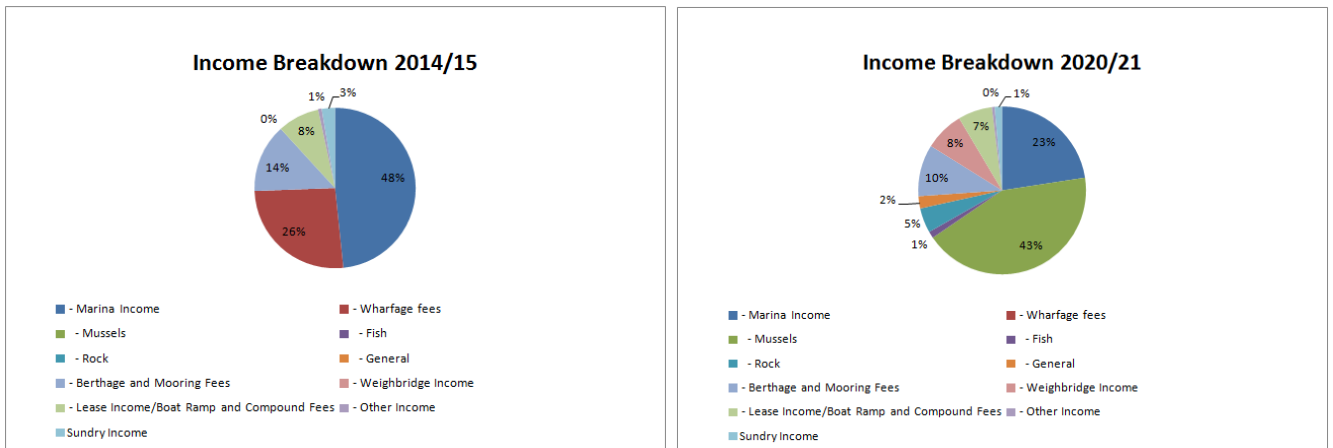 Income Breakdown 2014/15
1%
3%
0%
8%
14%
48%
26%
- Marina Income
- Wharfage fees
- Mussels
- Fish
- Rock
- General
- Berthage and Mooring Fees
- Weighbridge Income
- Lease Income/Boat Ramp and Compound Fees
- Other Income
Sundry Income
Income Breakdown 2020/21
0%
1%
7%
23%
8%
10%
2%
5%
1%
43%
- Marina Income
- Wharfage fees
- Mussels
- Fish
- Rock
- General
- Berthage and Mooring Fees
- Weighbridge Income
- Lease Income/Boat Ramp and Compound Fees
- Other Income
Sundry Income